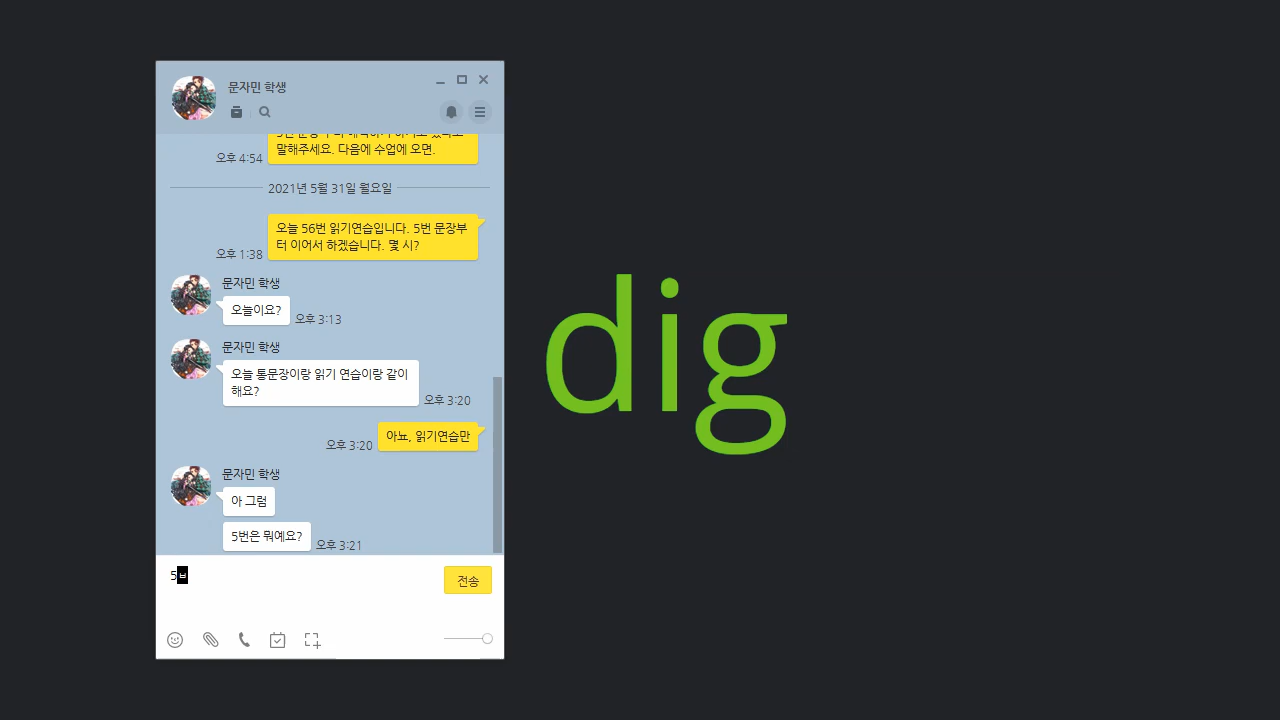 문자민 학생
말해주세요. 다음에 수업에 오면.
오후 4:54
2021년 5월 31일 월요일
오늘 56번 읽기연습입니다. 5번 문장부
터 이어서 하겠습니다. 몇 시?
오후 1:38
문자민 학생
오늘이요?
오후 3:13
문자민 학생
오늘 통문장이랑 읽기 연습이랑 같이
해요?
오후 3:20
아뇨, 읽기연습만
오후 3:20
문자민 학생
아 그럼
5번은 뭐예요?
오후 3:21
5ㅂ
전송
dig